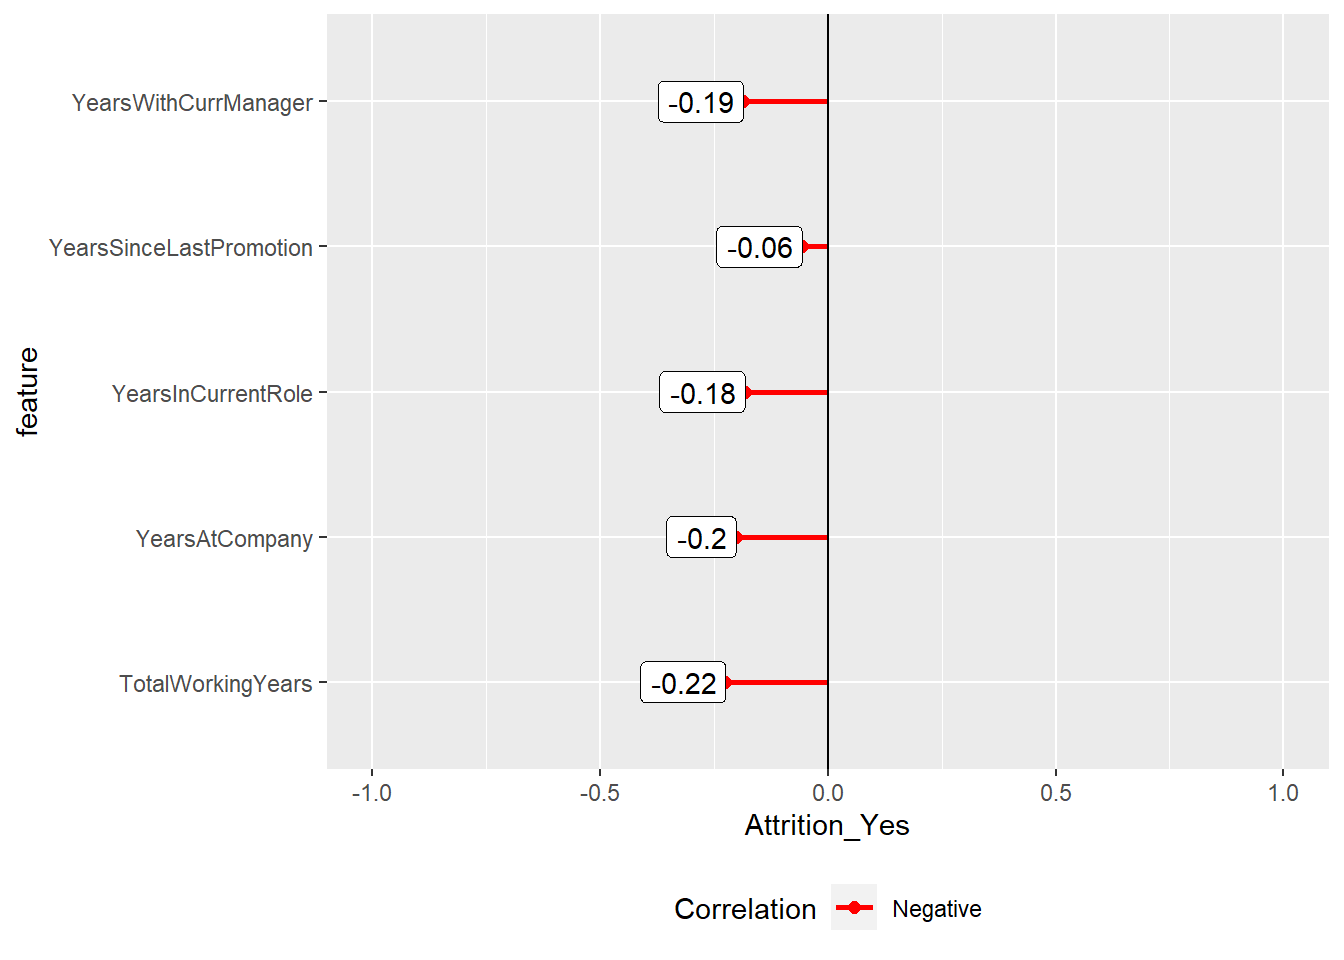 YearsWithCurrManager
-0.19
YearsSinceLastPromotion
-0.06
feature
YearsInCurrentRole
-0.18
YearsAtCompany
-0.2
TotalWorkingYears
-0.22
-1.0 -0.5 0.0 0.5 1.0
Attrition_Yes
Correlation Negative